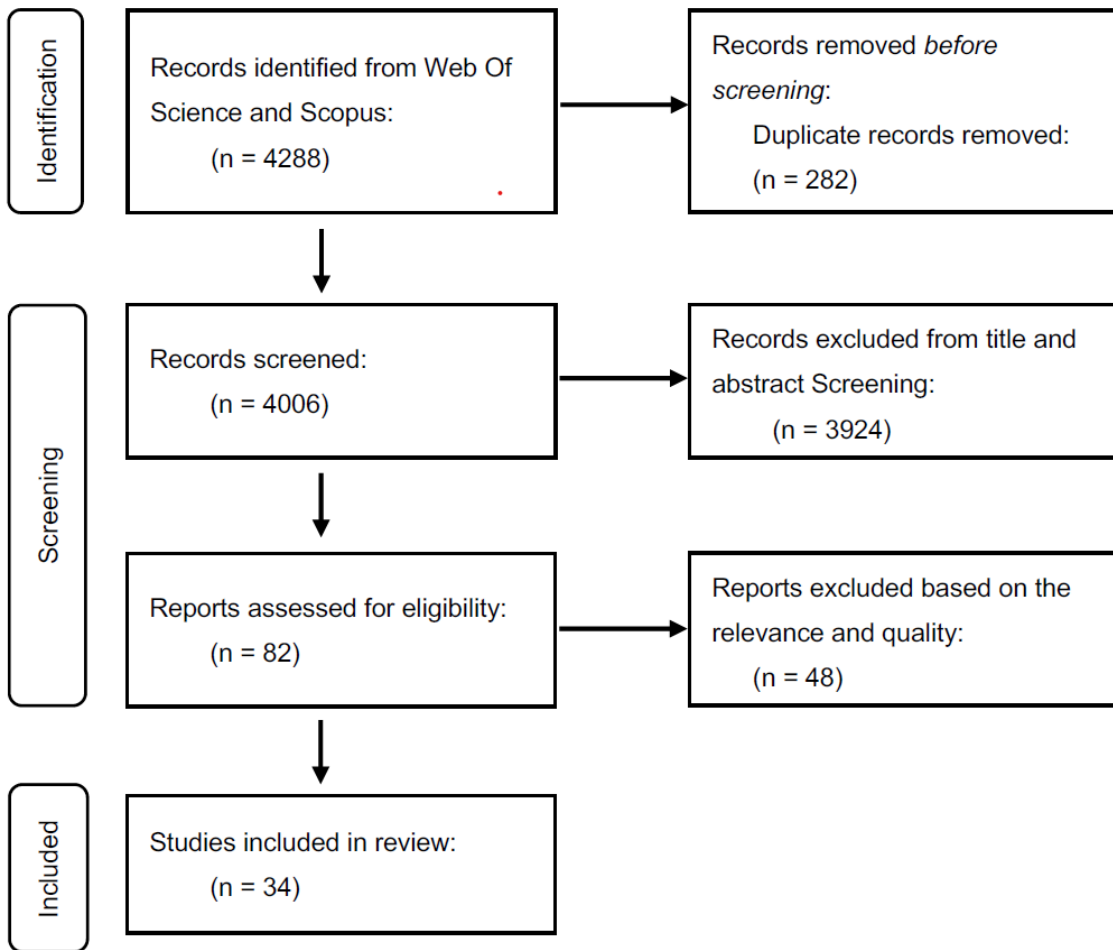 Identification
Records identified from Web Of
Science and Scopus:
(n = 4288)
Records removed before
screening:
Duplicate records removed:
(n = 282)
Screening
Records screened:
(n = 4006)
Records excluded from title and
abstract Screening:
(n = 3924)
Reports assessed for eligibility:
(n = 82)
Reports excluded based on the
relevance and quality:
(n = 48)
Included
Studies included in review:
(n = 34)